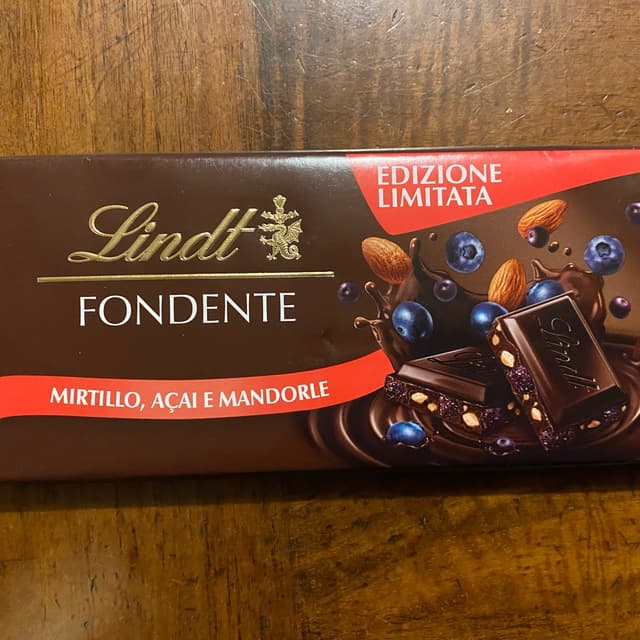 EDIZIONE
LIMITATA
Lindt
FONDENTE
MIRTILLO, AÇAI E MANDORLE
Lindt